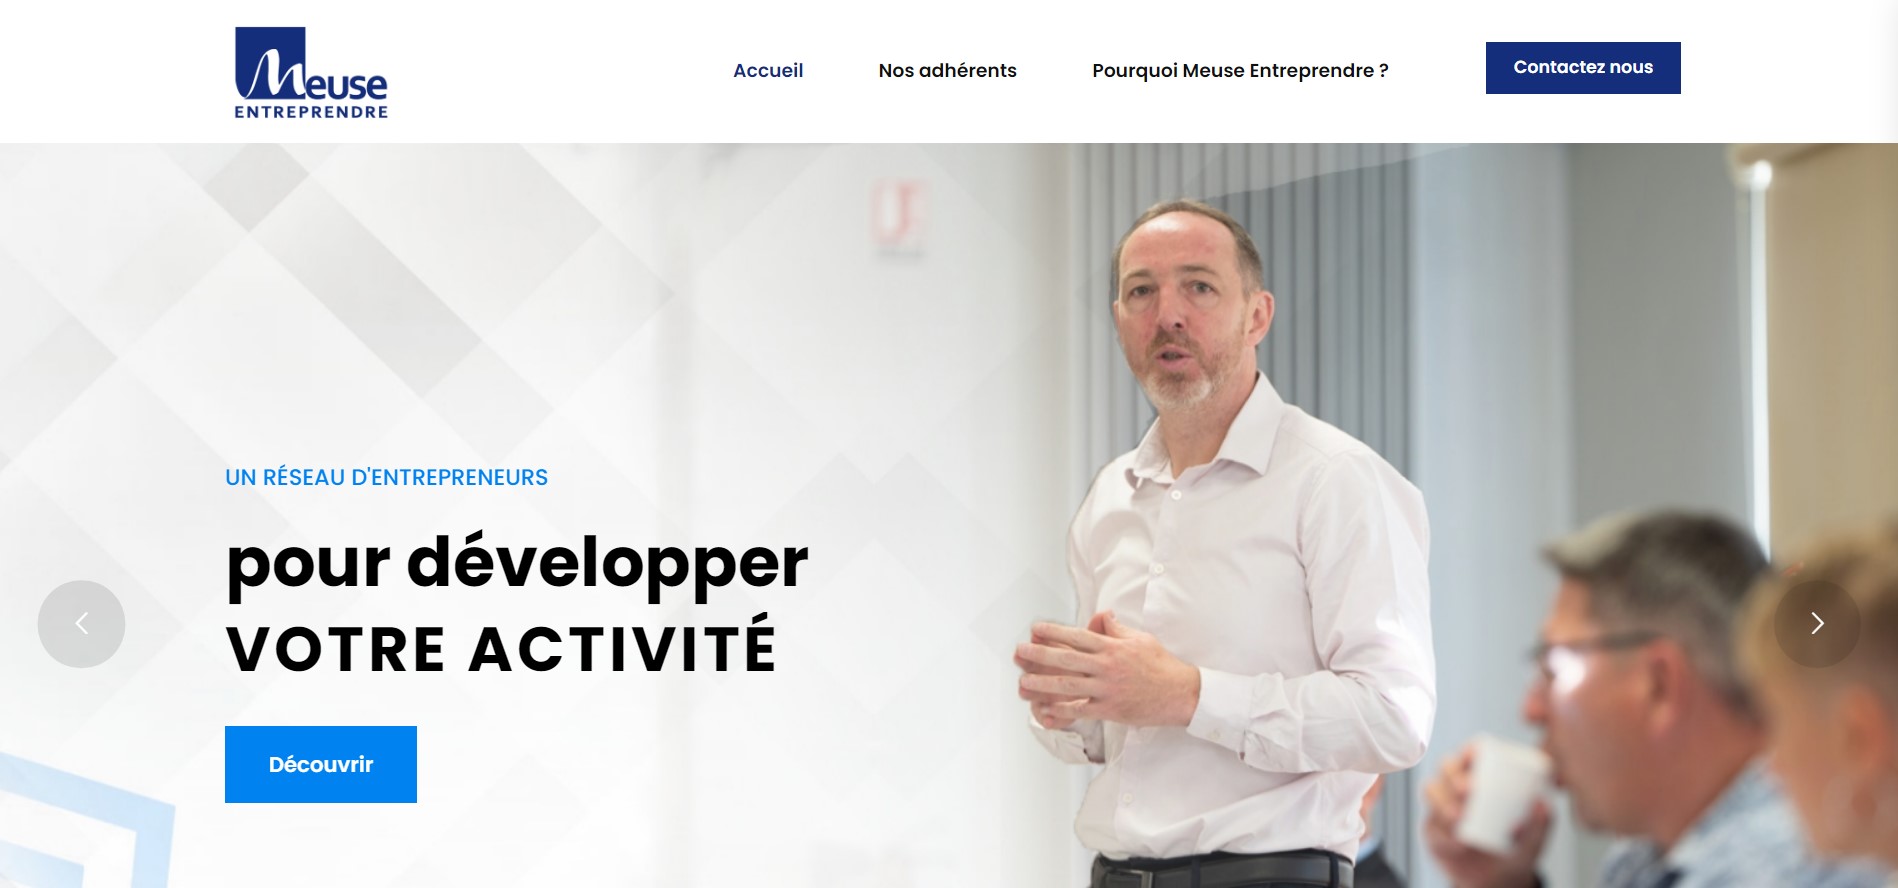 Meuse
ENTREPRENDRE
Accueil
Nos adhérents
Pourquoi Meuse Entreprendre ?
Contactez nous
UN RÉSEAU D'ENTREPRENEURS
pour développer
VOTRE ACTIVITÉ
Découvrir